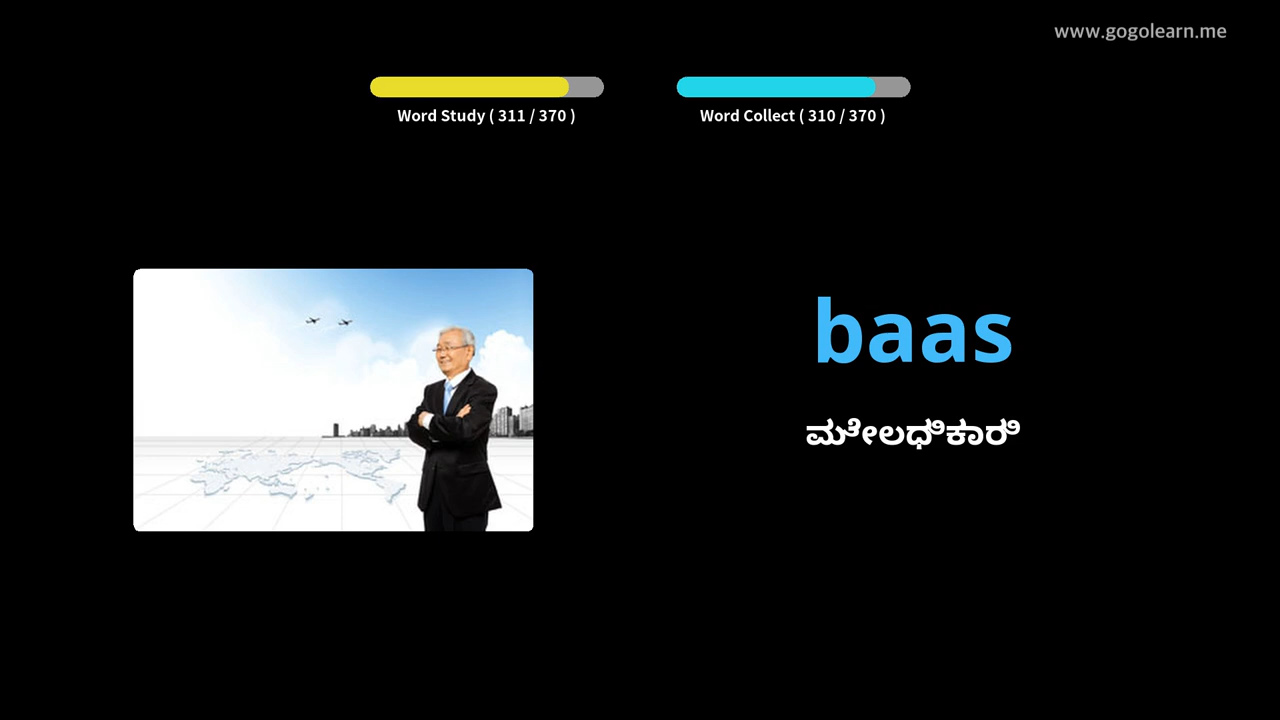 www.gogolearn.me
Word Study ( 311 / 370 )
Word Collect ( 310 / 370 )
baas
ಮೇಲಧಿಕಾರಿ